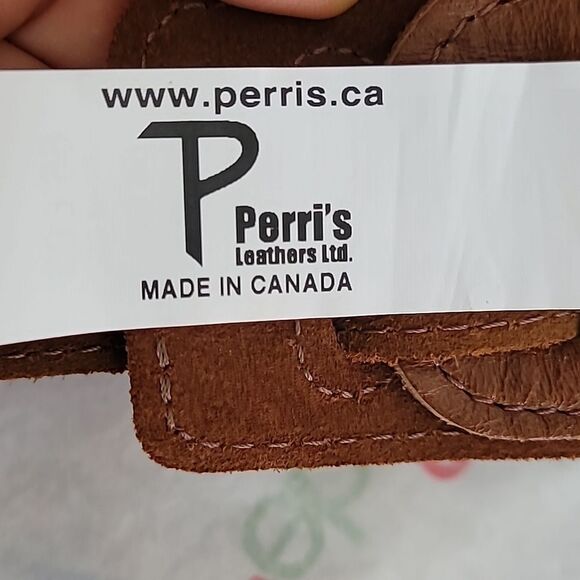 www.perris.ca
P
Perri's
Leathers Ltd.
MADE IN CANADA